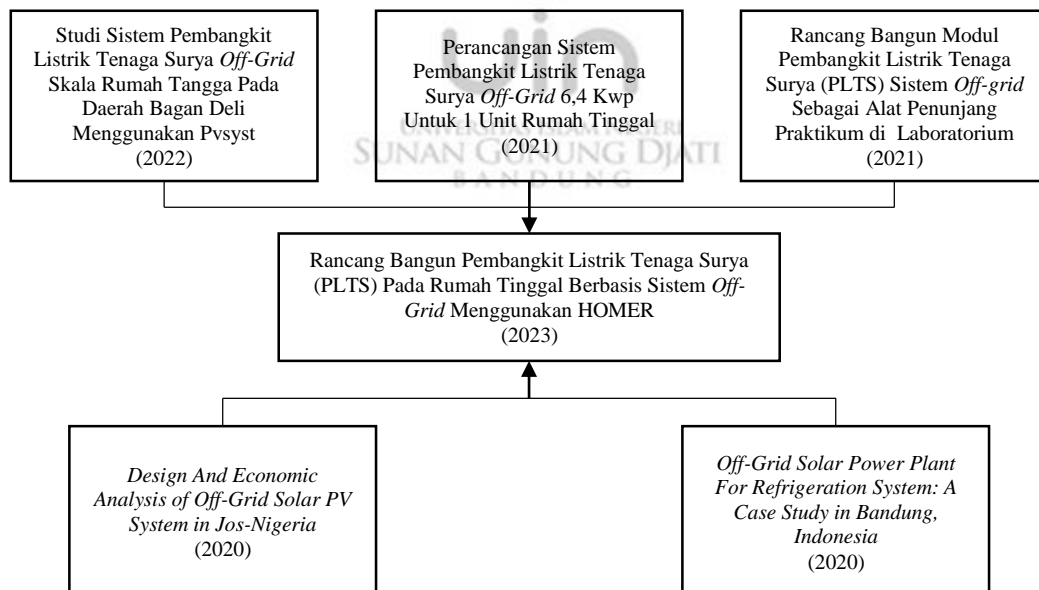 Studi Sistem Pembangkit
Listrik Tenaga Surya Off-Grid
Skala Rumah Tangga Pada
Daerah Bagan Deli
Menggunakan Pvsyst
(2022)
Perancangan Sistem
Pembangkit Listrik Tenaga
Surya Off-Grid 6,4 Kwp
Untuk 1 Unit Rumah Tinggal
(2021)
Rancang Bangun Modul
Pembangkit Listrik Tenaga
Surya (PLTS) Sistem Off-grid
Sebagai Alat Penunjang
Praktikum di Laboratorium
(2021)
uin
UNIVERSITAS ISLAM NEGERI
SUNAN GUNUNG DJATI
BANDUNG
Rancang Bangun Pembangkit Listrik Tenaga Surya
(PLTS) Pada Rumah Tinggal Berbasis Sistem Off-
Grid Menggunakan HOMER
(2023)
Design And Economic
Analysis of Off-Grid Solar PV
System in Jos-Nigeria
(2020)
Off-Grid Solar Power Plant
For Refrigeration System: A
Case Study in Bandung,
Indonesia
(2020)